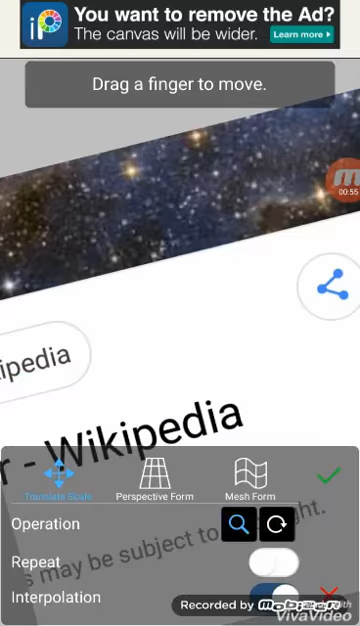 You want to remove the Ad?
The canvas will be wider.
Learn more
Drag a finger to move.
00:55
ipedia
- Wikipedia
Translate Scale
Perspective Form
Mesh Form
Operation
s may be subject to
ght.
Repeat
Interpolation
Recorded by
VivaVideo